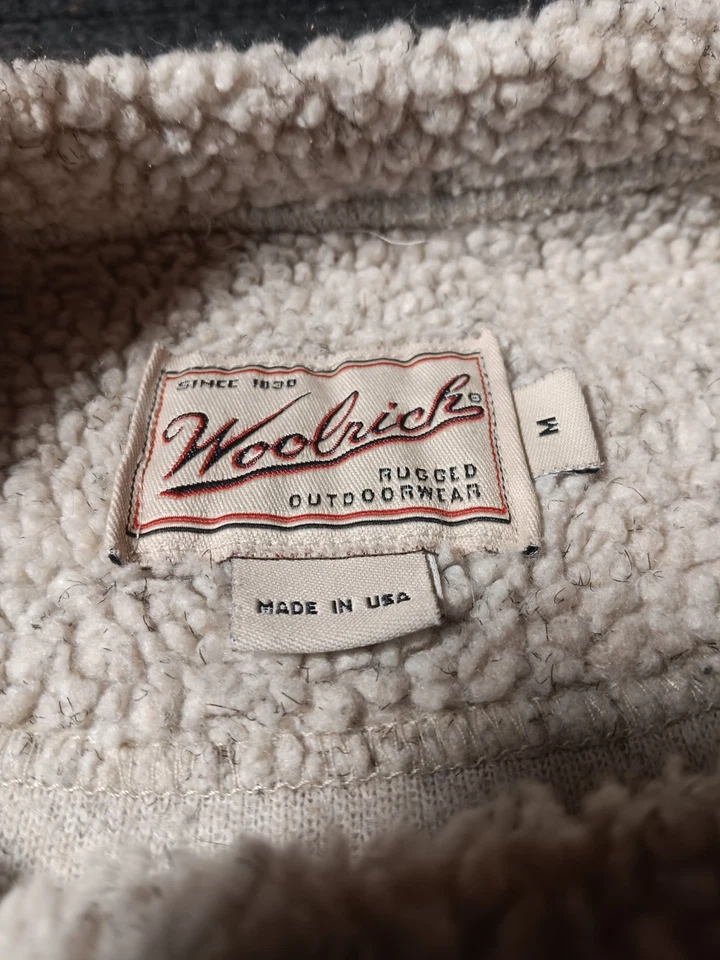 SINCE 1830
Woolrich®
RUGGED
OUTDOORWEAR
M
MADE IN USA